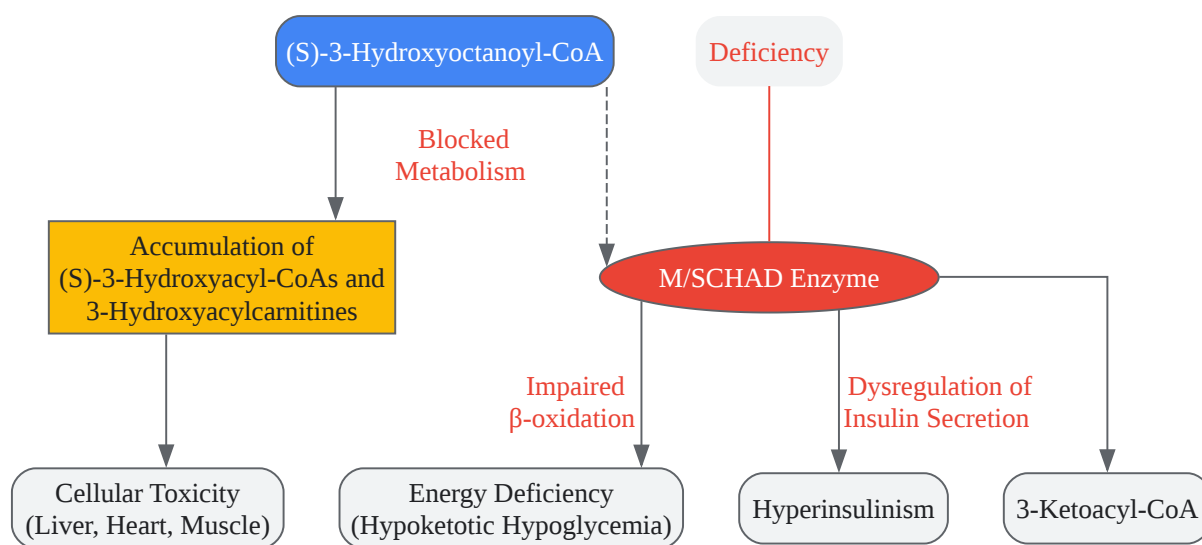 (S)-3-Hydroxyoctanoyl-CoA
Deficiency
Blocked
Metabolism
Accumulation of
(S)-3-Hydroxyacyl-CoAs and
3-Hydroxyacylcarnitines
M/SCHAD Enzyme
Impaired
β-oxidation
Dysregulation of
Insulin Secretion
Cellular Toxicity
(Liver, Heart, Muscle)
Energy Deficiency
(Hypoketotic Hypoglycemia)
Hyperinsulinism
3-Ketoacyl-CoA